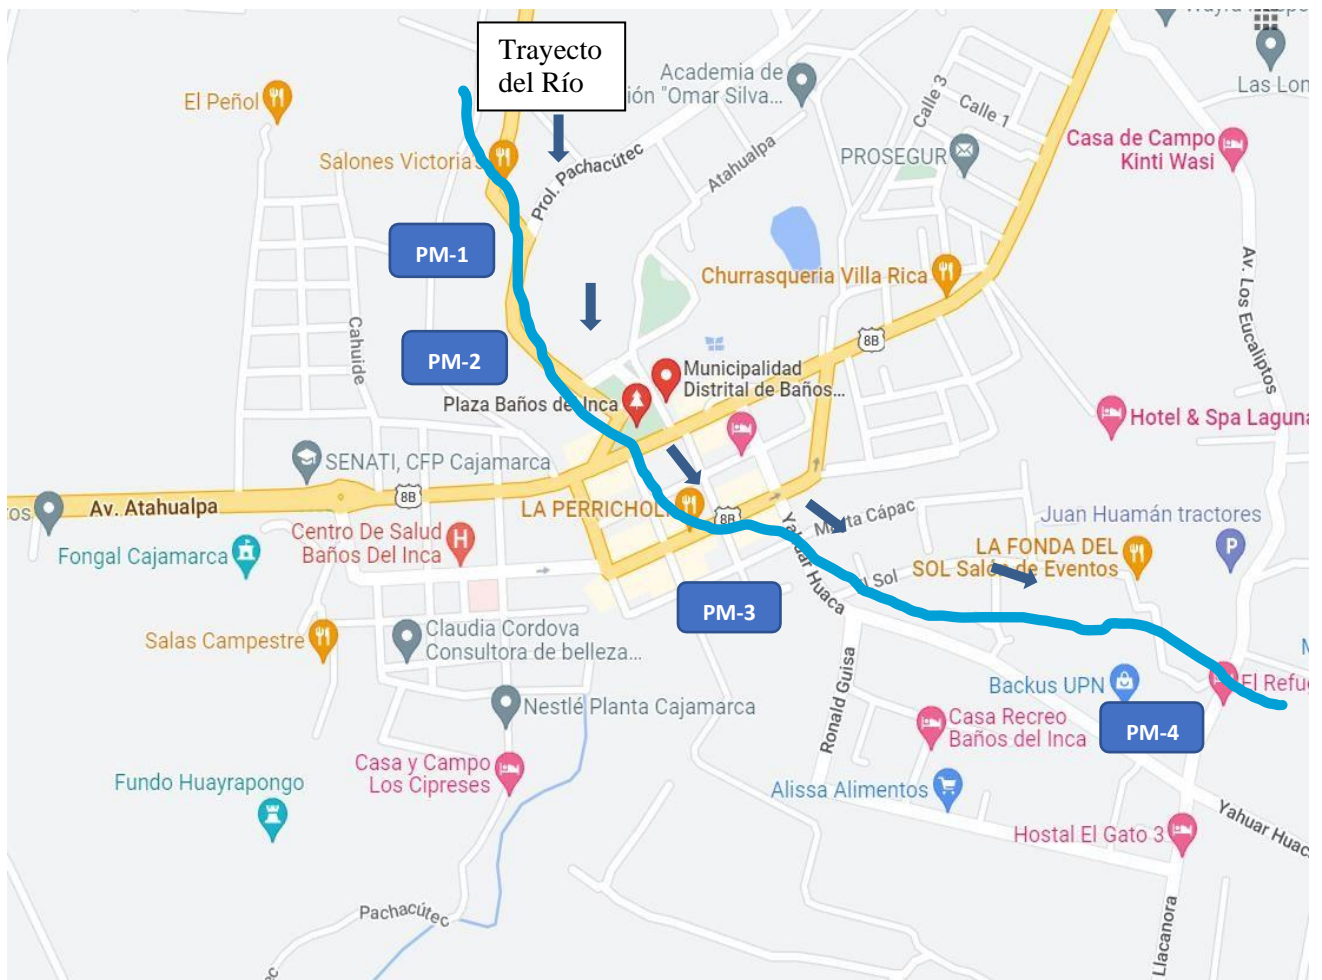 Trayecto
del Río
Academia de
ión "Omar Silva...
El Peñol
Calle 3
Calle 1
Las Lon
Casa de Campo
Kinti Wasi
PROSEGUR
Salones Victoria
Prol. Pachacútec
Atahualpa
PM-1
Churrasqueria Villa Rica
Av. Los Eucaliptos
Cahuide
PM-2
8B
Municipalidad
Distrital de Baños...
Plaza Baños del Inca
Hotel & Spa Laguna
SENATI, CFP Cajamarca
8B
Av. Atahualpa
os
LA PERRICHOLI
8B
Manta Cápac
Juan Huamán tractores
Centro De Salud
Baños Del Inca
Fongal Cajamarca
Yahuar Huaca
LA FONDA DEL
SOL Salón de Eventos
l Sol
PM-3
Salas Campestre
Claudia Cordova
Consultora de belleza...
Ronald Guisa
Backus UPN
El Refug
Nestlé Planta Cajamarca
Casa Recreo
Baños del Inca
PM-4
Casa y Campo
Los Cipreses
Fundo Huayrapongo
Alissa Alimentos
Yahuar Huaca
Hostal El Gato 3
Pachacútec
Llacanora